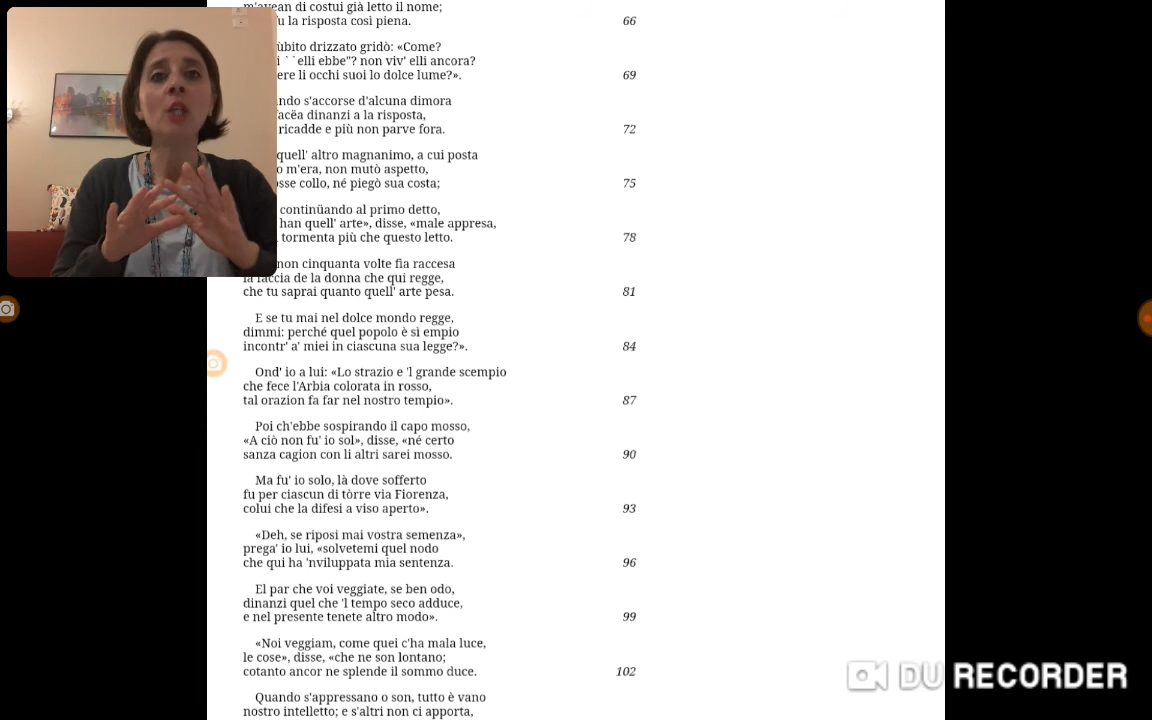 m'avean di costui già letto il nome;
fu la risposta così piena.
66
drizzato gridò: «Come?
elli ebbe"? non viv' elli ancora?
li occhi suoi lo dolce lume?».
69
s'accorse d'alcuna dimora
dinanzi a la risposta,
ricadde e più non parve fora.
72
quell' altro magnanimo, a cui posta
m'era, non mutò aspetto,
collo, né piegò sua costa;
75
continüando al primo detto,
han quell' arte», disse, «male appresa,
tormenta più che questo letto.
78
non cinquanta volte fia raccesa
la faccia de la donna che qui regge,
che tu saprai quanto quell' arte pesa.
81
E se tu mai nel dolce mondo regge,
dimmi: perché quel popolo è sì empio
incontr' a' miei in ciascuna sua legge?».
84
Ond' io a lui: «Lo strazio e 'l grande scempio
che fece l'Arbia colorata in rosso,
tal orazion fa far nel nostro tempio».
87
Poi ch'ebbe sospirando il capo mosso,
«A ciò non fu' io sol», disse, «né certo
sanza cagion con li altri sarei mosso.
90
Ma fu' io solo, là dove sofferto
fu per ciascun di tòrre via Fiorenza,
colui che la difesi a viso aperto».
93
«Deh, se riposi mai vostra semenza»,
prega' io lui, «solvetemi quel nodo
che qui ha 'nviluppata mia sentenza.
96
El par che voi veggiate, se ben odo,
dinanzi quel che 'l tempo seco adduce,
e nel presente tenete altro modo».
99
«Noi veggiam, come quei c'ha mala luce,
le cose», disse, «che ne son lontano;
cotanto ancor ne splende il sommo duce.
102
Quando s'appressano o son, tutto è vano
nostro intelletto; e s'altri non ci apporta,
DU RECORDER